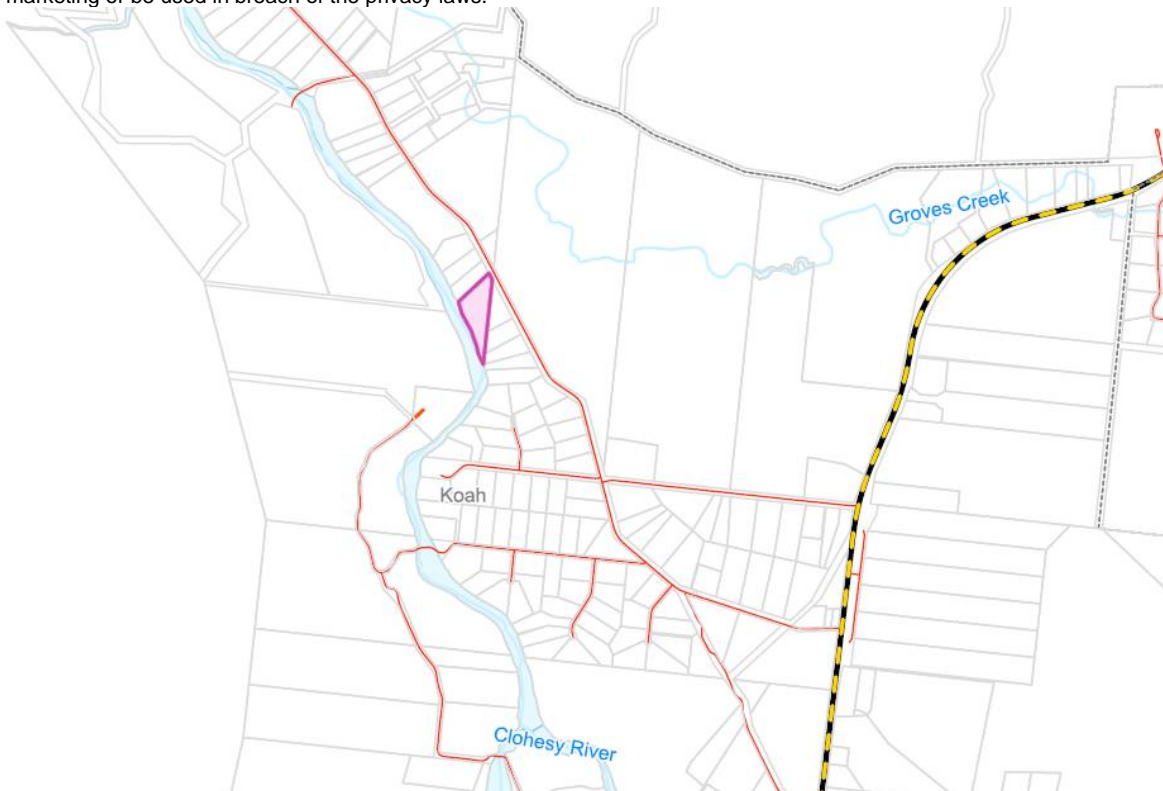 marketing or be used in breach of the privacy laws.
Groves Creek
Koah
Clohesy River